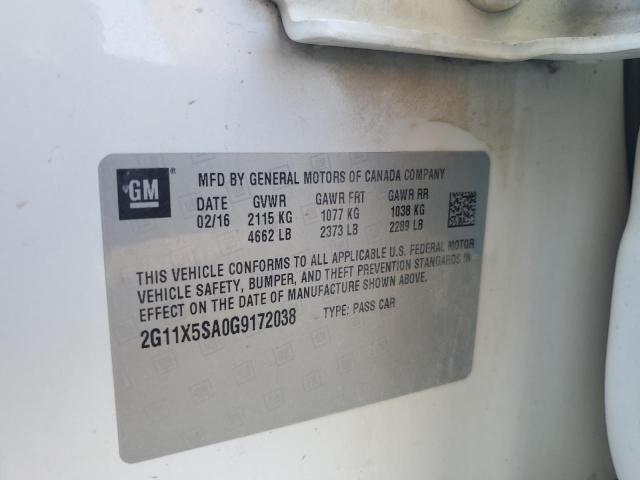 GM
MFD BY GENERAL MOTORS OF CANADA COMPANY
DATE GVWR GAWR FRT GAWR RR
02/16 2115 KG 1077 KG 1038 KG
4662 LB 2373 LB 2289 LB
THIS VEHICLE CONFORMS TO ALL APPLICABLE U.S. FEDERAL MOTOR
VEHICLE SAFETY, BUMPER, AND THEFT PREVENTION STANDARDS IN
EFFECT ON THE DATE OF MANUFACTURE SHOWN ABOVE.
2G11X5SA0G9172038 TYPE: PASS CAR